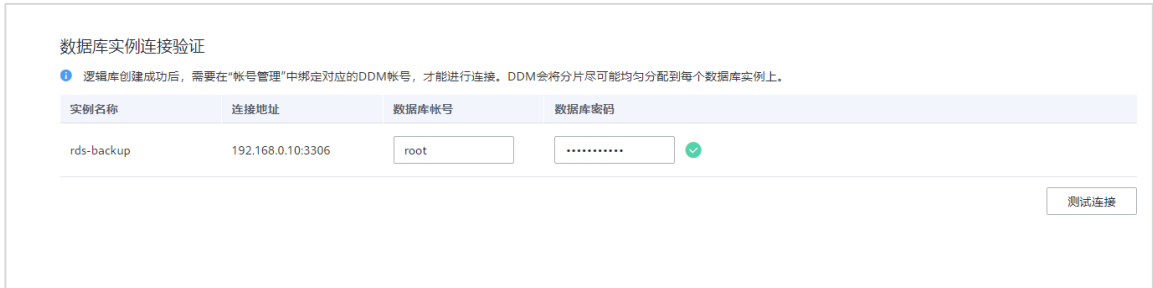 数据库实例连接验证
逻辑库创建成功后，需要在“帐号管理”中绑定对应的DDM帐号，才能进行连接。DDM会将分片尽可能均匀分配到每个数据库实例上。
实例名称 连接地址 数据库帐号 数据库密码
rds-backup 192.168.0.10:3306 root •••••••••••
测试连接